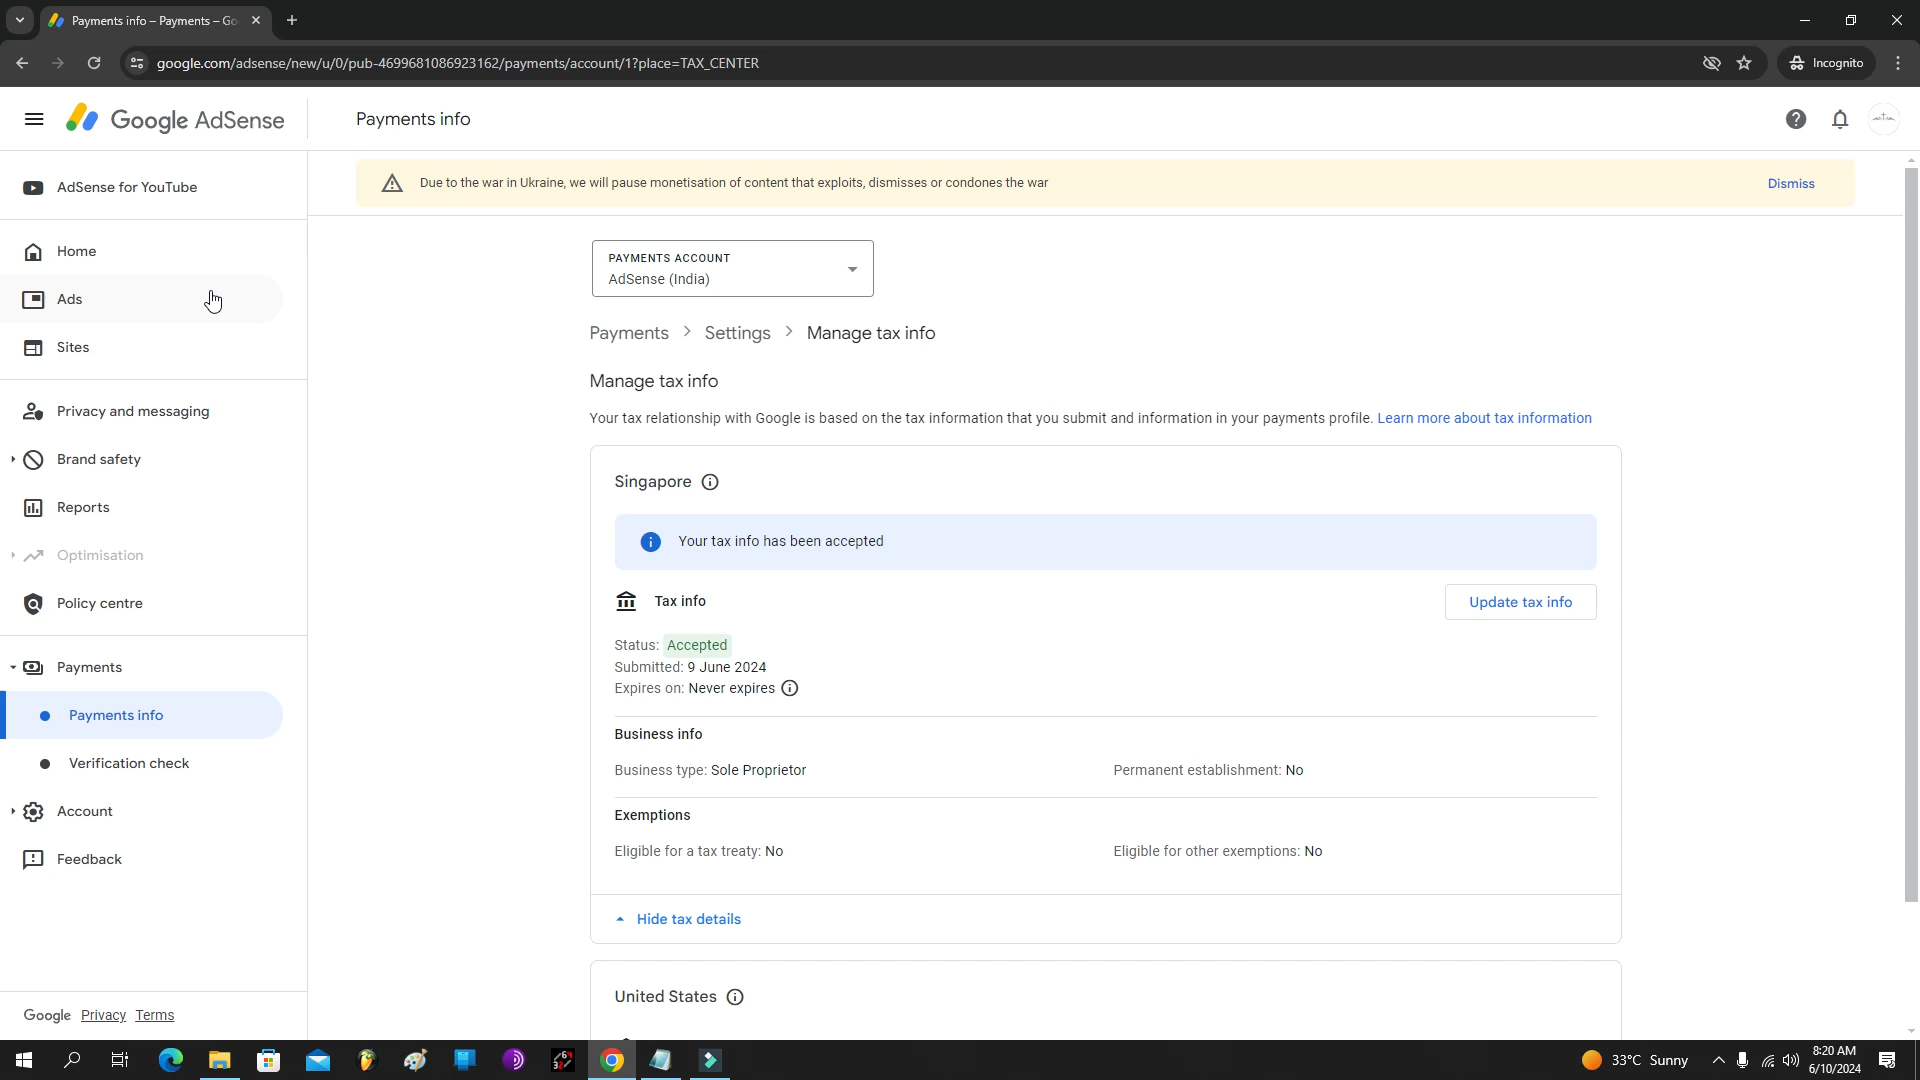 Payments info – Payments – Go
google.com/adsense/new/u/0/pub-4699681086923162/payments/account/1?place=TAX_CENTER
Incognito
Google AdSense
Payments info
AdSense for YouTube
Home
Ads
Sites
Privacy and messaging
Brand safety
Reports
Optimisation
Policy centre
Payments
Payments info
Verification check
Account
Feedback
Google Privacy Terms
Due to the war in Ukraine, we will pause monetisation of content that exploits, dismisses or condones the war
Dismiss
PAYMENTS ACCOUNT
AdSense (India)
Payments > Settings > Manage tax info
Manage tax info
Your tax relationship with Google is based on the tax information that you submit and information in your payments profile. Learn more about tax information
Singapore
Your tax info has been accepted
Tax info
Update tax info
Status: Accepted
Submitted: 9 June 2024
Expires on: Never expires
Business info
Business type: Sole Proprietor
Permanent establishment: No
Exemptions
Eligible for a tax treaty: No
Eligible for other exemptions: No
Hide tax details
United States
33°C Sunny
8:20 AM
6/10/2024